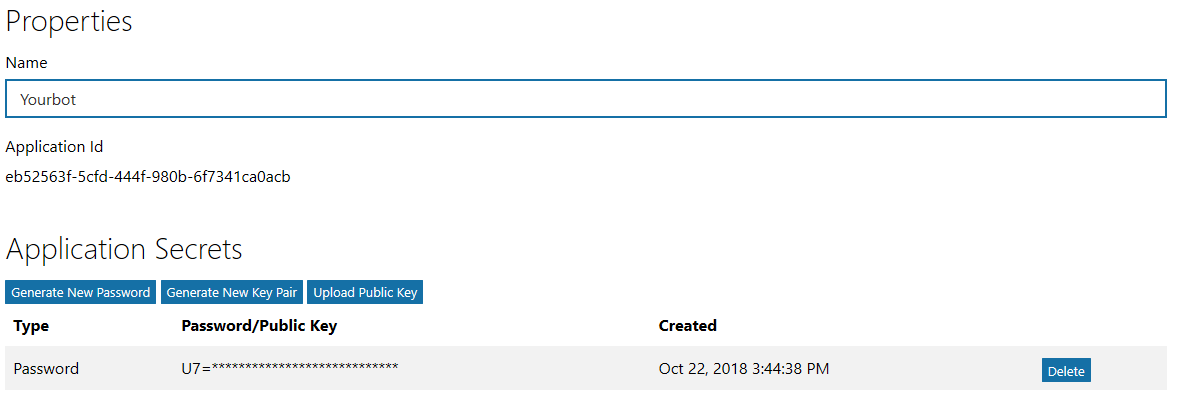 Properties
Name
Yourbot
Application Id
eb52563f-5cfd-444f-980b-6f7341ca0acb
Application Secrets
Generate New Password Generate New Key Pair Upload Public Key
Type Password/Public Key Created
Password U7=**************************** Oct 22, 2018 3:44:38 PM Delete